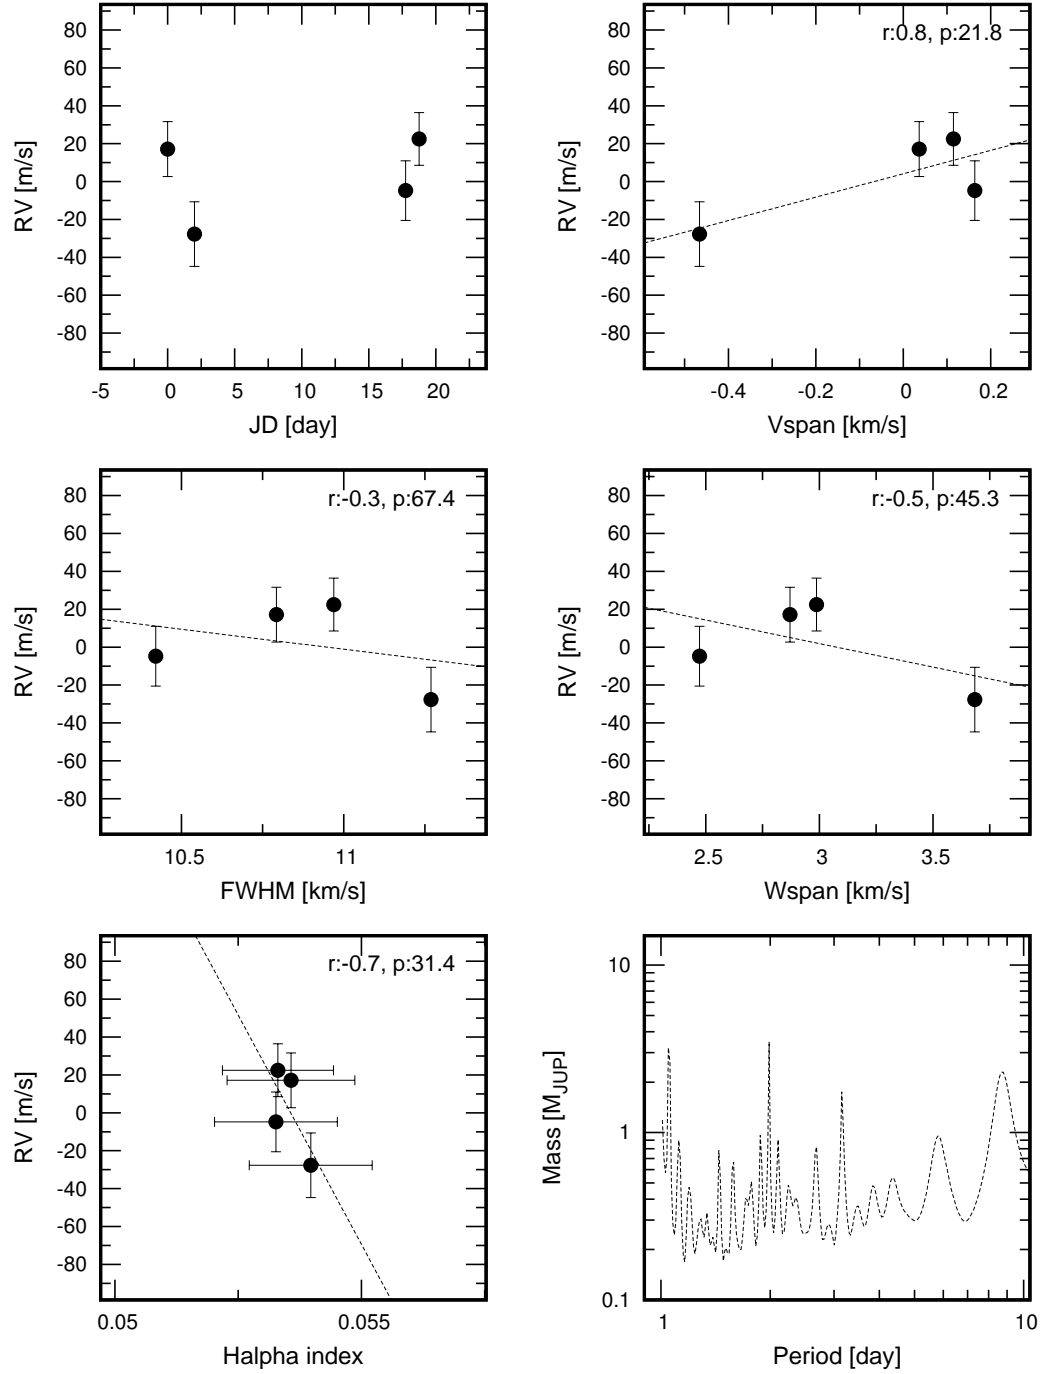 80
60
40
20
0
-20
-40
-60
-80
RV [m/s]
-5 0 5 10 15 20
JD [day]
r:0.8, p:21.8
80
60
40
20
0
-20
-40
-60
-80
RV [m/s]
-0.4 -0.2 0 0.2
Vspan [km/s]
r:-0.3, p:67.4
80
60
40
20
0
-20
-40
-60
-80
RV [m/s]
10.5 11
FWHM [km/s]
r:-0.5, p:45.3
80
60
40
20
0
-20
-40
-60
-80
RV [m/s]
2.5 3 3.5
Wspan [km/s]
r:-0.7, p:31.4
80
60
40
20
0
-20
-40
-60
-80
RV [m/s]
0.05 0.055
Halpha index
10
1
0.1
Mass [M_JUP]
1 10
Period [day]